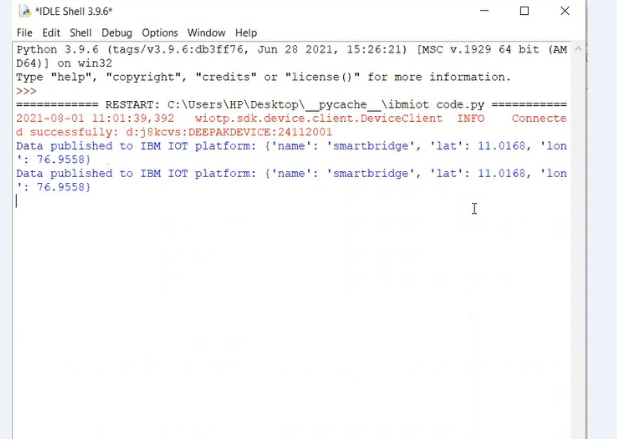 *IDLE Shell 3.9.6*
File Edit Shell Debug Options Window Help
Python 3.9.6 (tags/v3.9.6:db3ff76, Jun 28 2021, 15:26:21) [MSC v.1929 64 bit (AM
D64)] on win32
Type "help", "copyright", "credits" or "license()" for more information.
>>>
============ RESTART: C:\Users\HP\Desktop\__pycache__\ibmiot code.py ===========
2021-08-01 11:01:39,392   wiotp.sdk.device.client.DeviceClient  INFO    Connecte
d successfully: d:j8kcvs:DEEPAKDEVICE:24112001
Data published to IBM IOT platform: {'name': 'smartbridge', 'lat': 11.0168, 'lon
': 76.9558}
Data published to IBM IOT platform: {'name': 'smartbridge', 'lat': 11.0168, 'lon
': 76.9558}